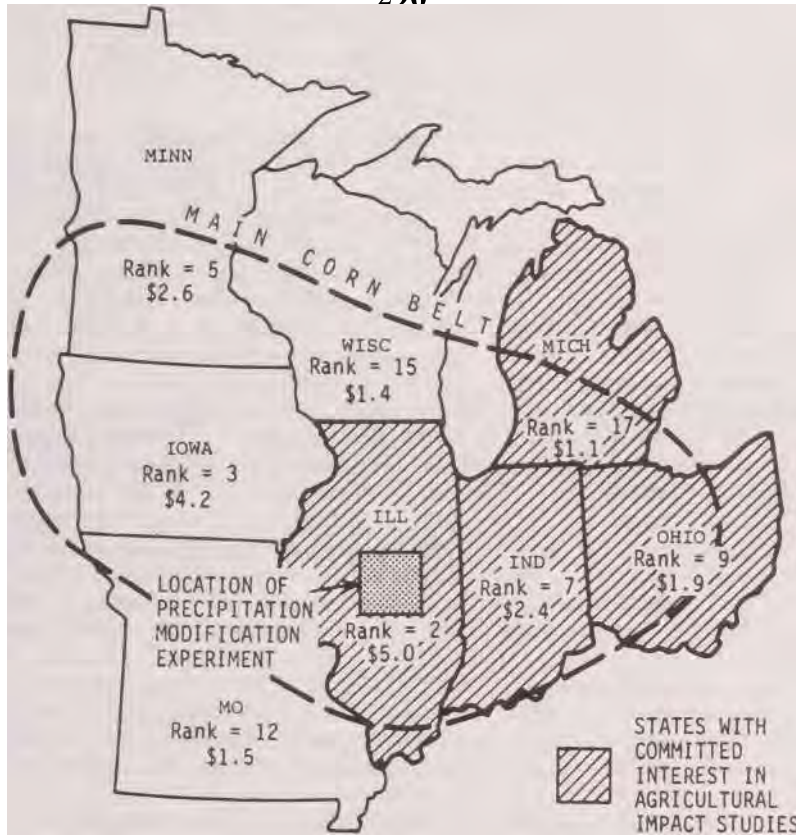 MINN
MAIN CORN BELT
Rank = 5
$2.6
WISC
Rank = 15
$1.4
MICH
Rank = 17
$1.1
IOWA
Rank = 3
$4.2
ILL
Rank = 2
$5.0
IND
Rank = 7
$2.4
OHIO
Rank = 9
$1.9
LOCATION OF
PRECIPITATION
MODIFICATION
EXPERIMENT
MO
Rank = 12
$1.5
STATES WITH
COMMITTED
INTEREST IN
AGRICULTURAL
IMPACT STUDIES